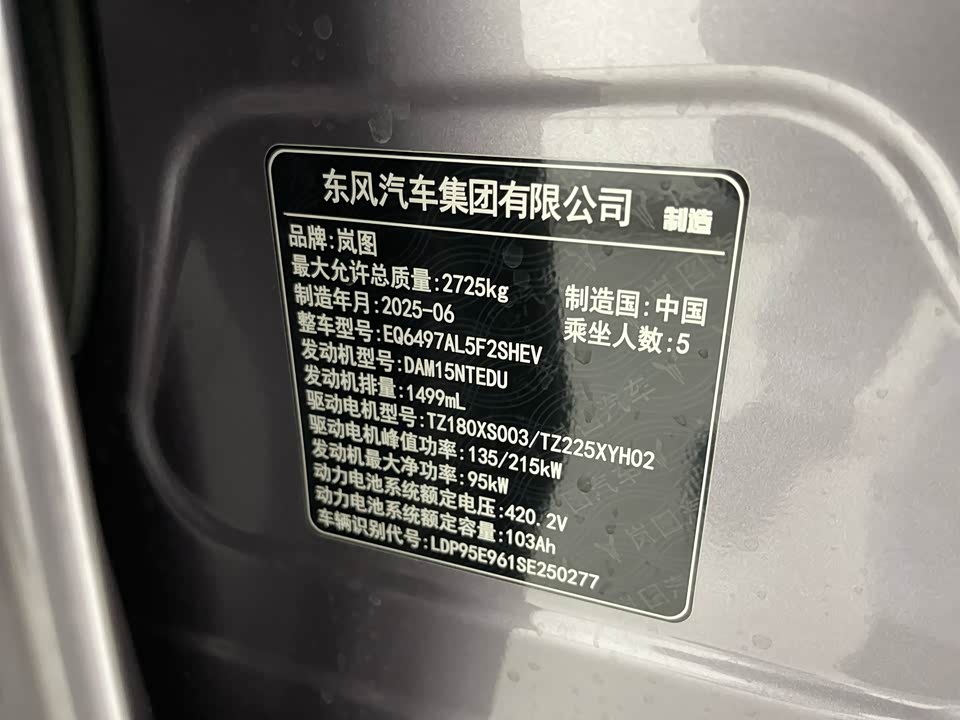 东风汽车集团有限公司 制造
品牌:岚图
最大允许总质量:2725kg 制造国:中国
制造年月:2025-06 乘坐人数:5
整车型号:EQ6497AL5F2SHEV
发动机型号:DAM15NTEDU
发动机排量:1499mL
驱动电机型号:TZ180XS003/TZ225XYH02
驱动电机峰值功率:135/215kW
发动机最大净功率:95kW
动力电池系统额定电压:420.2V
动力电池系统额定容量:103Ah
车辆识别代号:LDP95E961SE250277